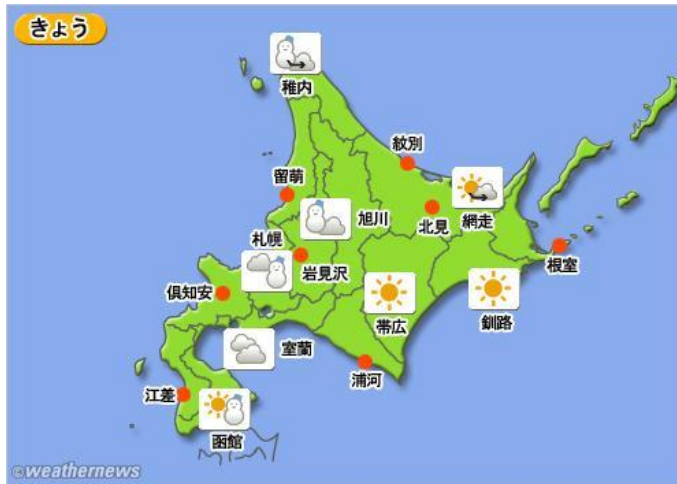 きょう
稚内
紋別
留萌
旭川
北見
網走
札幌
岩見沢
根室
倶知安
帯広
釧路
室蘭
浦河
江差
函館
©weathernews